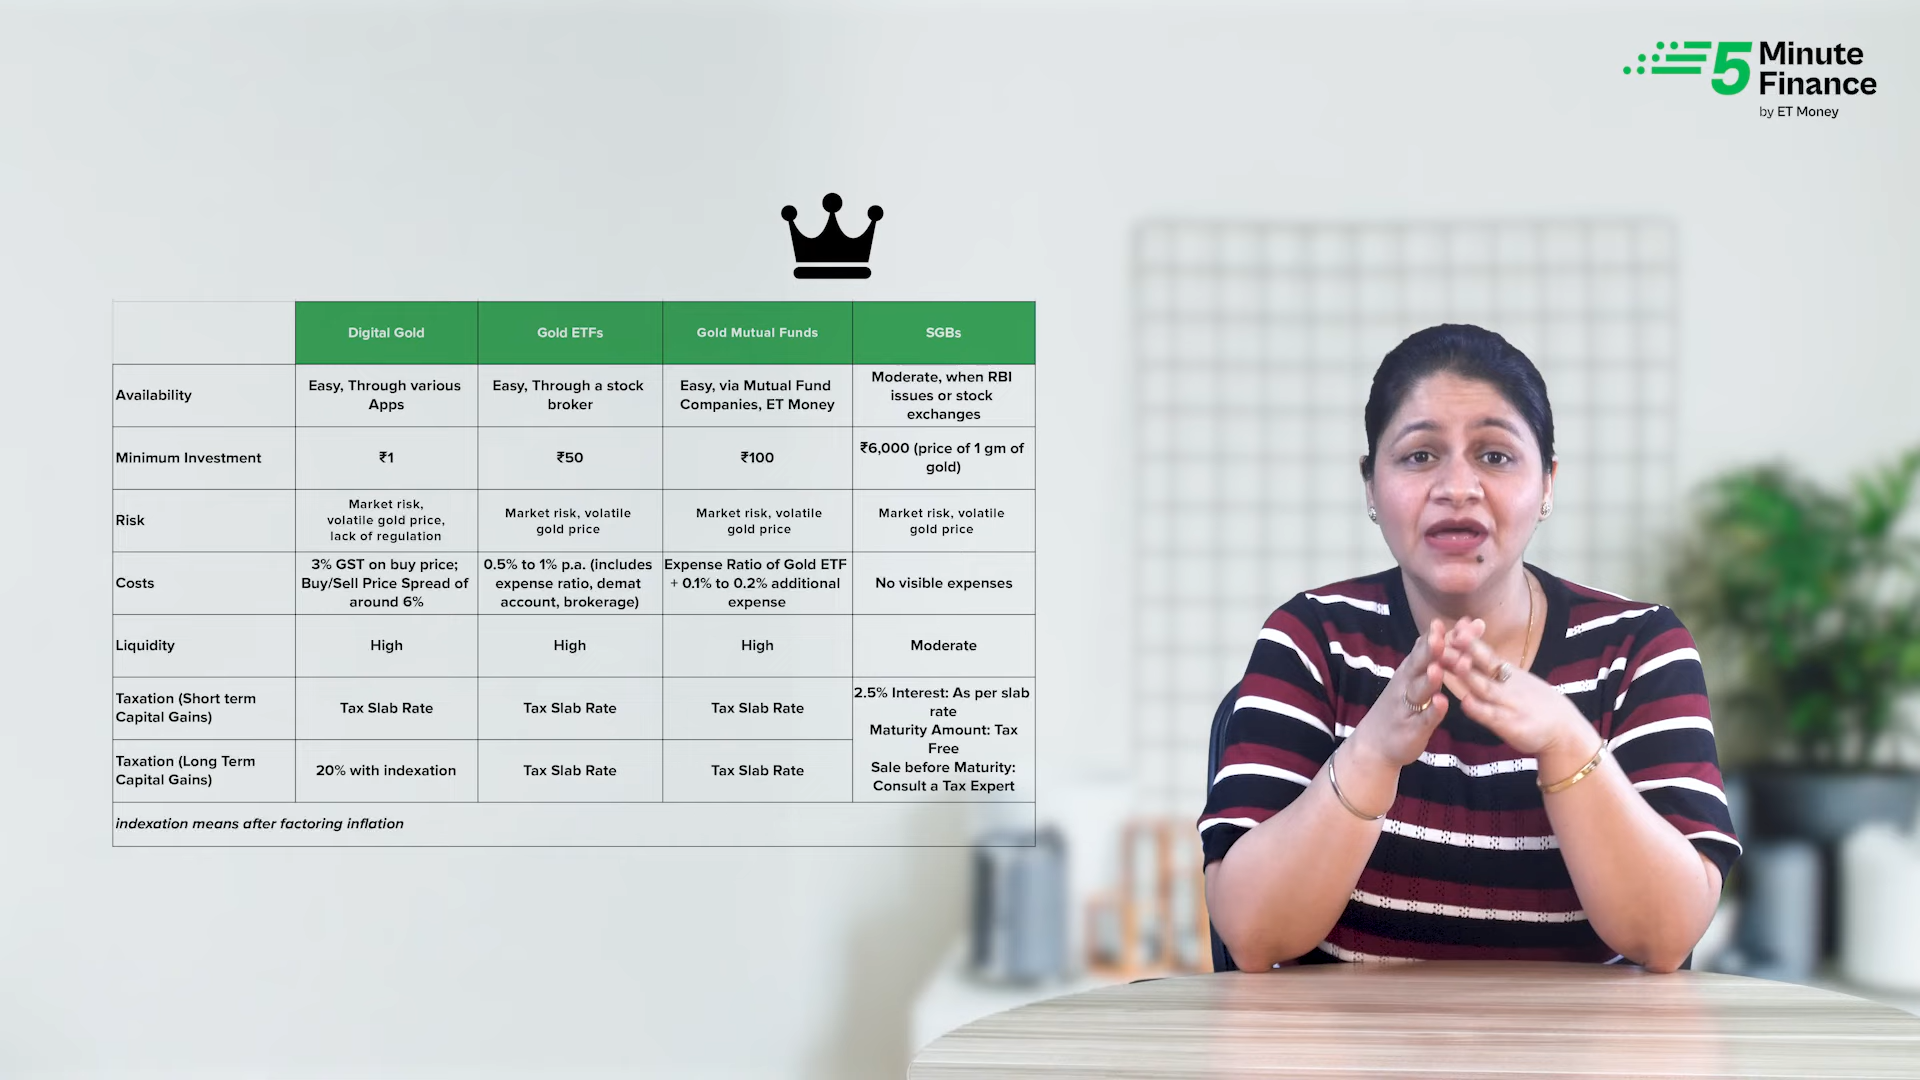 5 Minute
Finance
by ET Money
Digital Gold
Gold ETFs
Gold Mutual Funds
SGBs
Availability
Easy, Through various
Apps
Easy, Through a stock
broker
Easy, via Mutual Fund
Companies, ET Money
Moderate, when RBI
issues or stock
exchanges
Minimum Investment
₹1
₹50
₹100
₹6,000 (price of 1 gm of
gold)
Risk
Market risk,
volatile gold price,
lack of regulation
Market risk, volatile
gold price
Market risk, volatile
gold price
Market risk, volatile
gold price
Costs
3% GST on buy price;
Buy/Sell Price Spread of
around 6%
0.5% to 1% p.a. (includes
expense ratio, demat
account, brokerage)
Expense Ratio of Gold ETF
+ 0.1% to 0.2% additional
expense
No visible expenses
Liquidity
High
High
High
Moderate
Taxation (Short term
Capital Gains)
Tax Slab Rate
Tax Slab Rate
Tax Slab Rate
2.5% Interest: As per slab
rate
Maturity Amount: Tax
Free
Sale before Maturity:
Consult a Tax Expert
Taxation (Long Term
Capital Gains)
20% with indexation
Tax Slab Rate
Tax Slab Rate
indexation means after factoring inflation